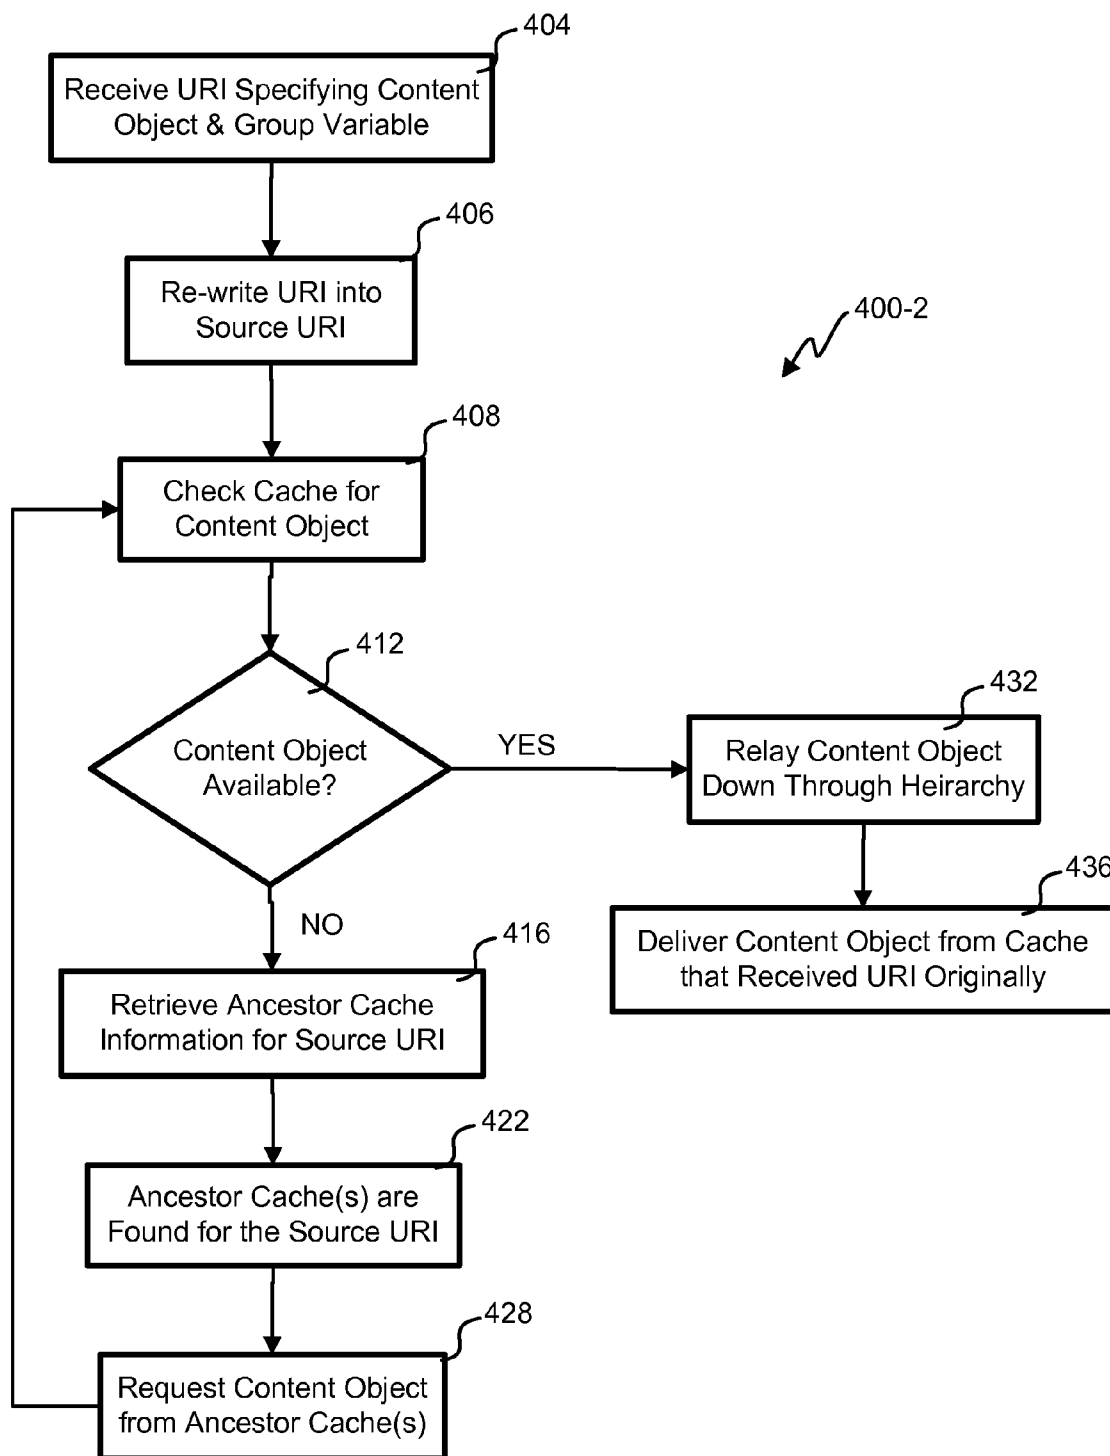 404
Receive URI Specifying Content
Object & Group Variable
406
Re-write URI into
Source URI
400-2
408
Check Cache for
Content Object
412
Content Object
Available?
YES
NO
432
Relay Content Object
Down Through Heirarchy
436
Deliver Content Object from Cache
that Received URI Originally
416
Retrieve Ancestor Cache
Information for Source URI
422
Ancestor Cache(s) are
Found for the Source URI
428
Request Content Object
from Ancestor Cache(s)